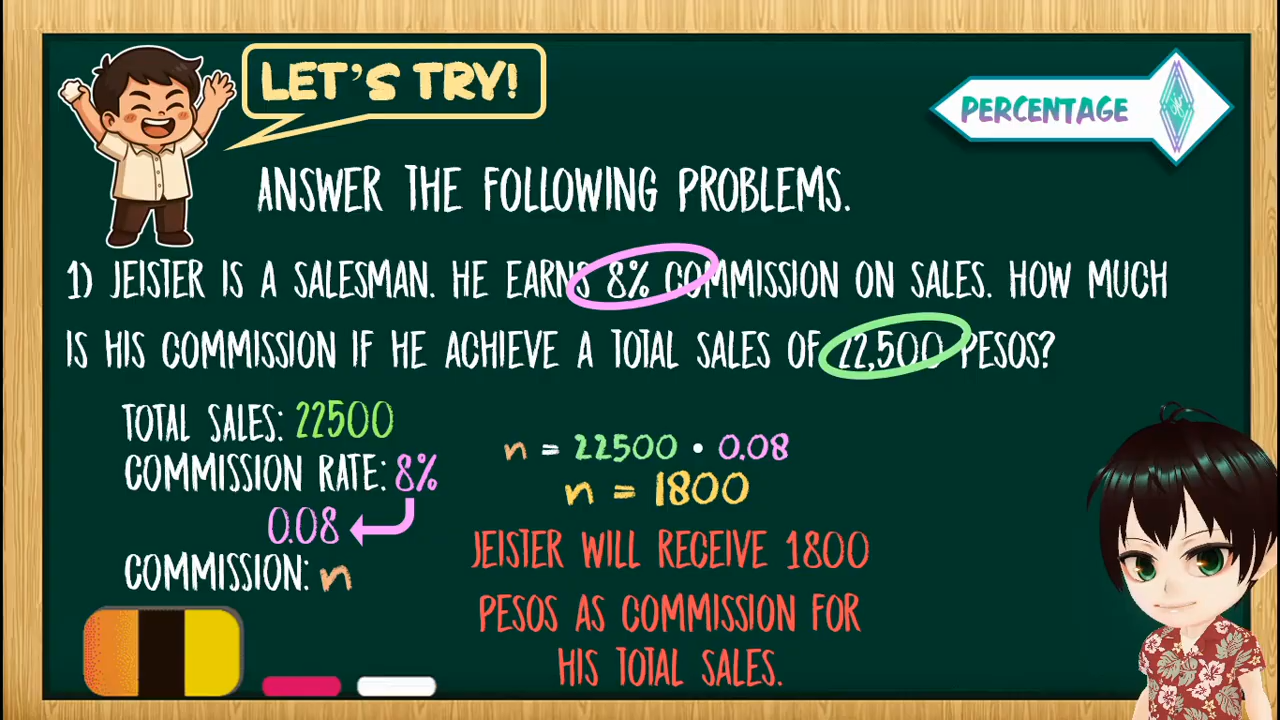 LET'S TRY!
PERCENTAGE
ANSWER THE FOLLOWING PROBLEMS.
1) JEISTER IS A SALESMAN. HE EARNS 8% COMMISSION ON SALES. HOW MUCH
IS HIS COMMISSION IF HE ACHIEVE A TOTAL SALES OF 22,500 PESOS?
TOTAL SALES: 22500
COMMISSION RATE: 8%
0.08
COMMISSION: n
n = 22500 • 0.08
n = 1800
JEISTER WILL RECEIVE 1800
PESOS AS COMMISSION FOR
HIS TOTAL SALES.